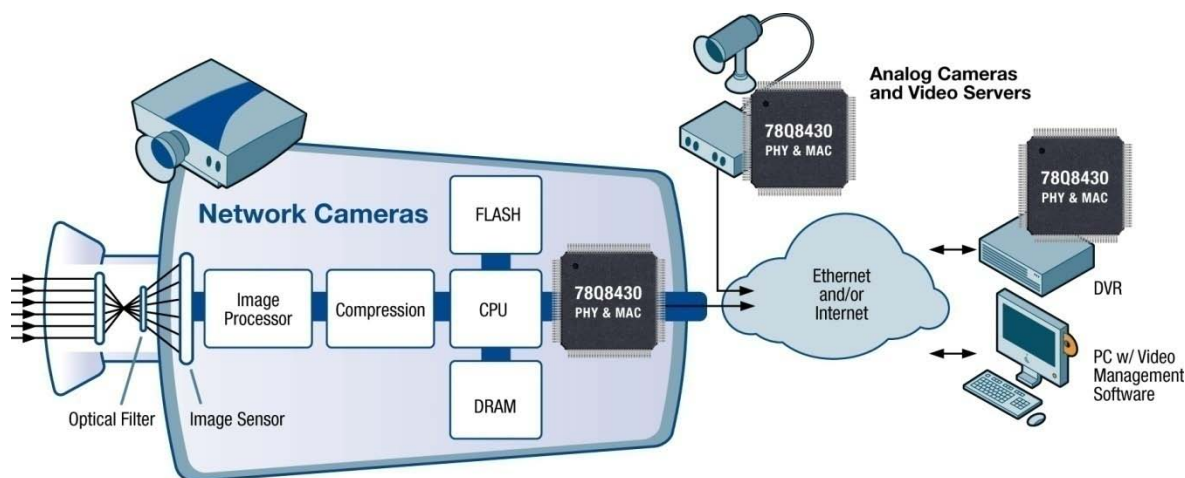 Analog Cameras
and Video Servers
78Q8430
PHY & MAC
78Q8430
PHY & MAC
Network Cameras
FLASH
Image
Processor
Compression
CPU
78Q8430
PHY & MAC
DRAM
Optical Filter
Image Sensor
Ethernet
and/or
Internet
DVR
PC w/ Video
Management
Software